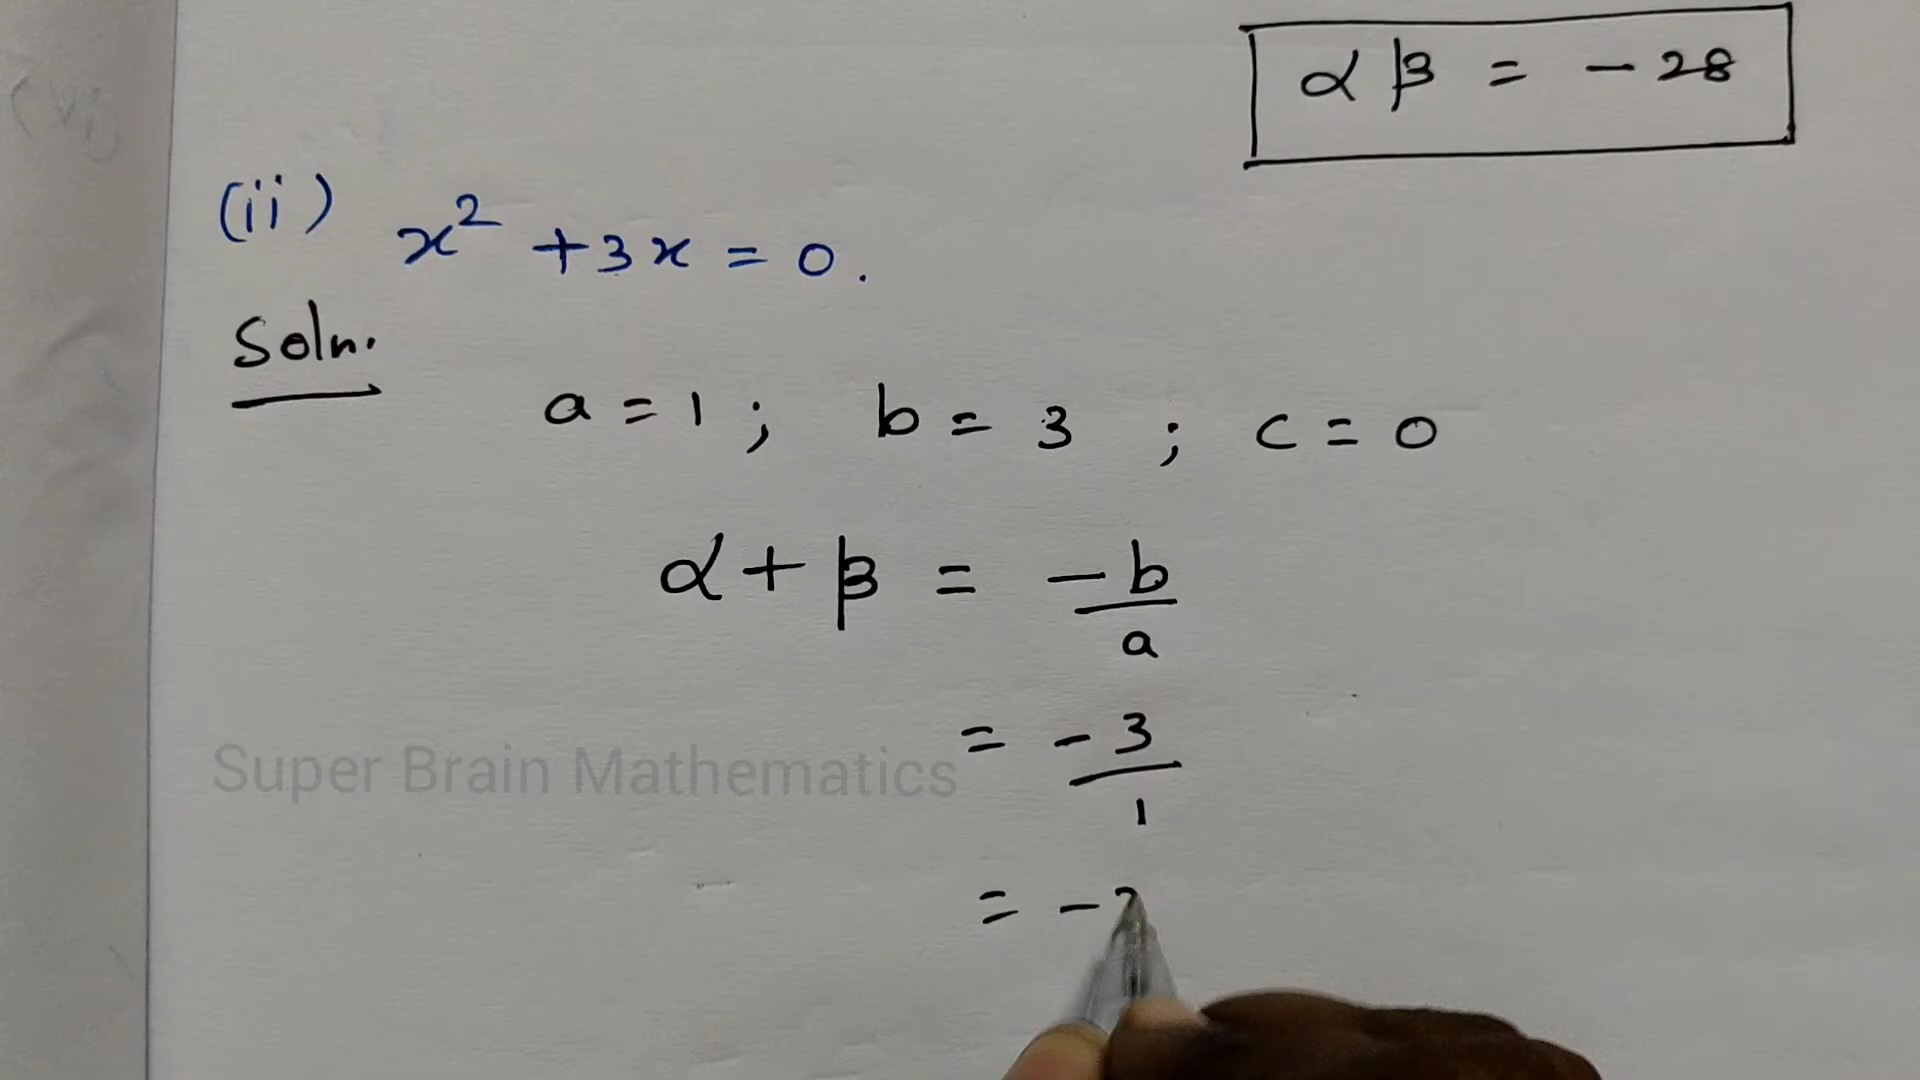 αβ = -28
(ii) x² + 3x = 0.
Soln.
a = 1 ; b = 3 ; c = 0
α + β = -b/a
= -3/1
Super Brain Mathematics
= -